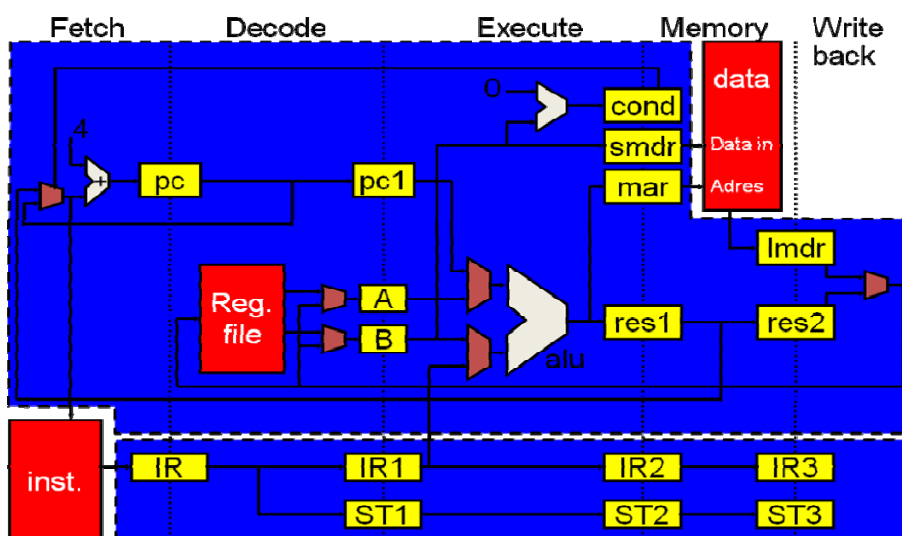 Fetch
Decode
Execute
Memory
Write
back
data
0
cond
4
smdr
Data in
+
pc
pc1
mar
Adres
lmdr
Reg.
file
A
B
alu
res1
res2
inst.
IR
IR1
IR2
IR3
ST1
ST2
ST3